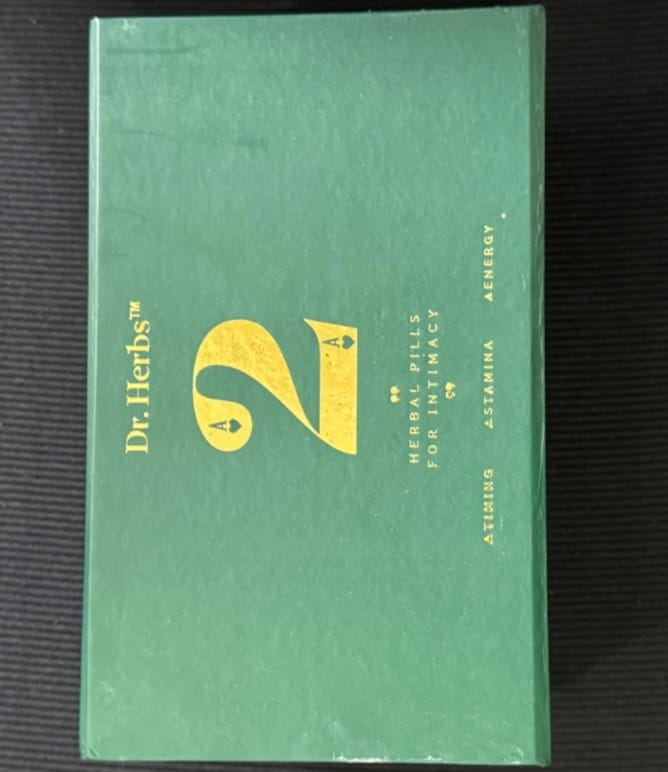 Dr. Herbs™
2
A
A
HERBAL PILLS
FOR INTIMACY
TIMING STAMINA ENERGY